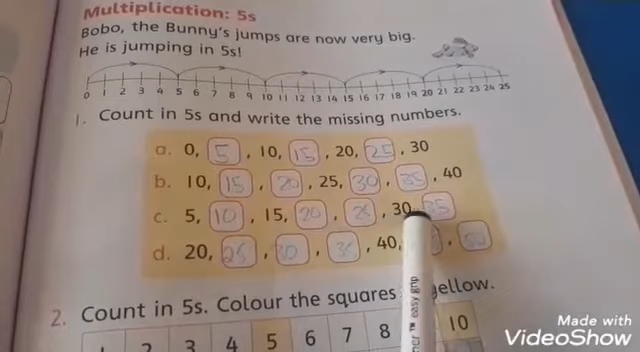 Multiplication: 5s
Bobo, the Bunny's jumps are now very big.
He is jumping in 5s!
0 1 2 3 4 5 6 7 8 9 10 11 12 13 14 15 16 17 18 19 20 21 22 23 24 25
1. Count in 5s and write the missing numbers.
a. 0, 5, 10, 15, 20, 25, 30
b. 10, 15, 20, 25, 30, 35, 40
c. 5, 10, 15, 20, 25, 30, 35
d. 20, 25, 30, 35, 40, 50
2. Count in 5s. Colour the squares yellow.
1 2 3 4 5 6 7 8 10
easy grip
Made with
VideoShow